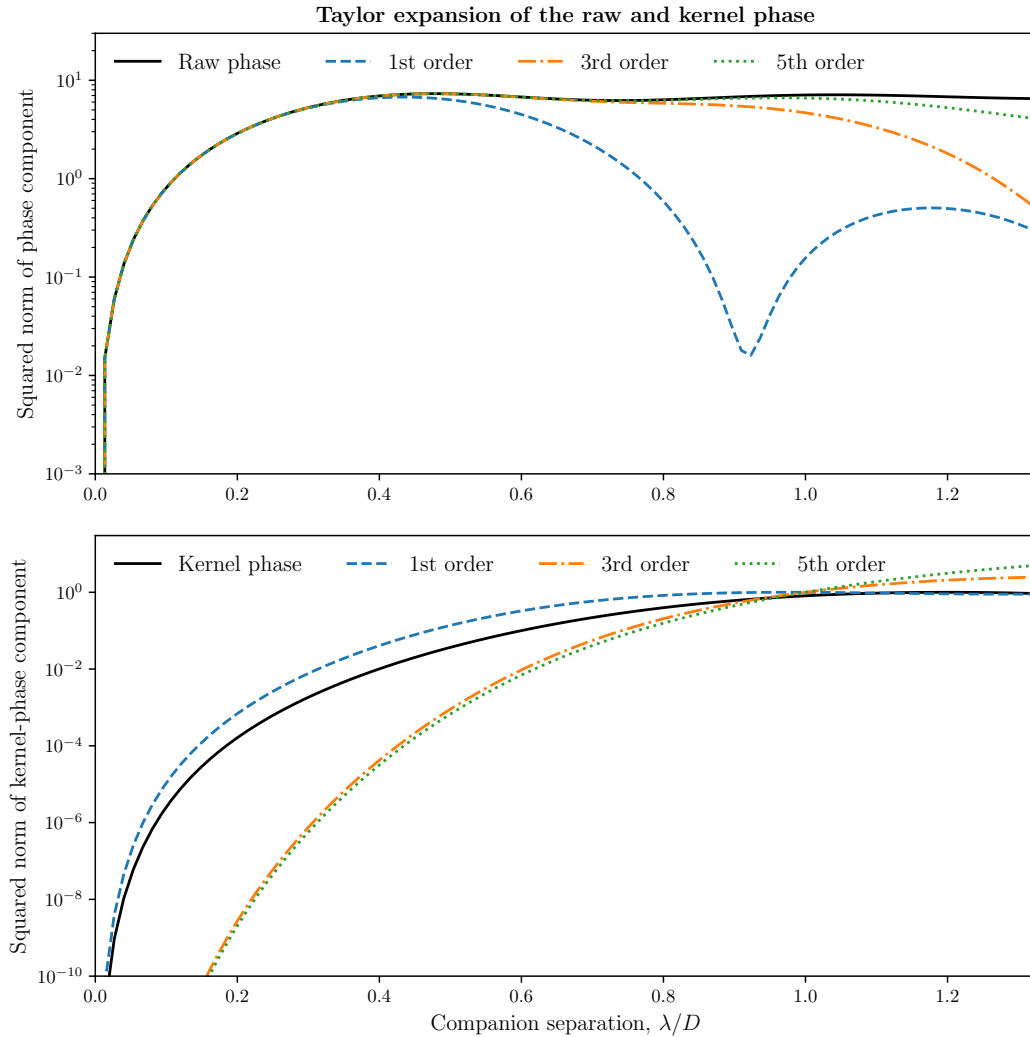 Taylor expansion of the raw and kernel phase
Raw phase 1st order 3rd order 5th order
Squared norm of phase component
10^1
10^0
10^−1
10^−2
10^−3
0.0 0.2 0.4 0.6 0.8 1.0 1.2
Kernel phase 1st order 3rd order 5th order
Squared norm of kernel-phase component
10^0
10^−2
10^−4
10^−6
10^−8
10^−10
0.0 0.2 0.4 0.6 0.8 1.0 1.2
Companion separation, λ/D